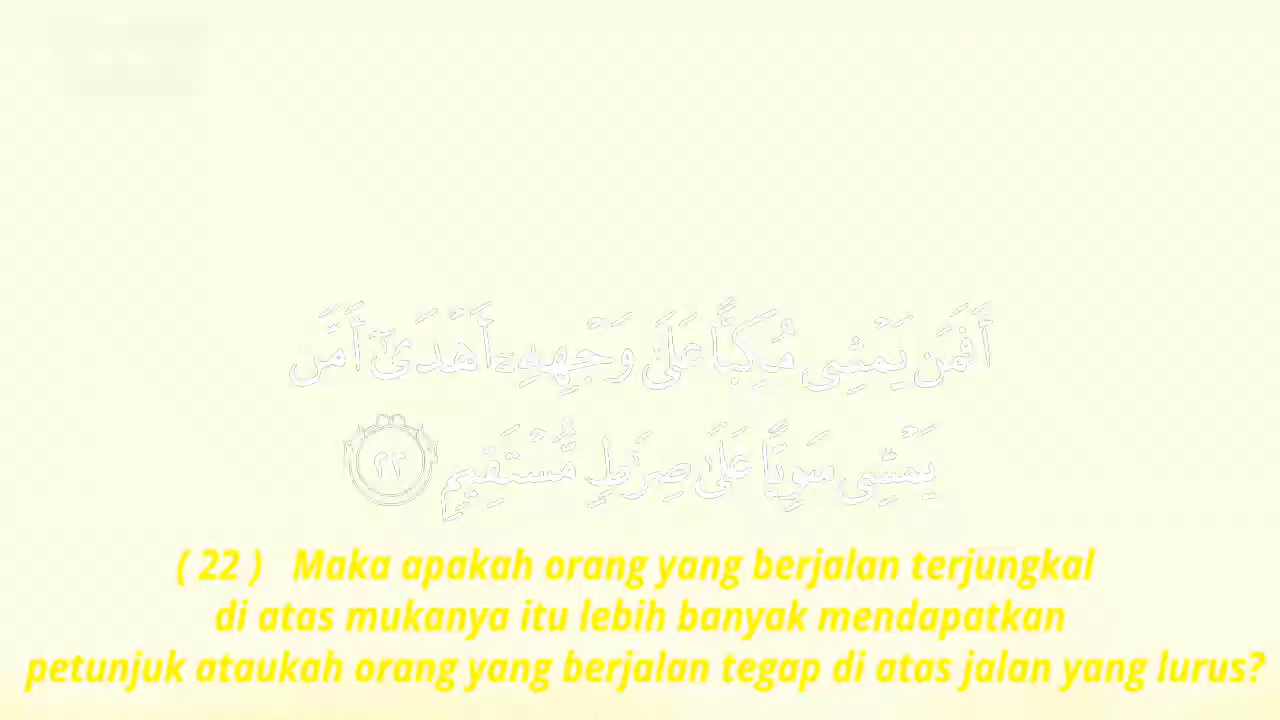 أَفَمَن يَمْشِى مُكِبًّا عَلَىٰ وَجْهِهِۦٓ أَهْدَىٰٓ أَمَّن
يَمْشِى سَوِيًّا عَلَىٰ صِرَٰطٍ مُّسْتَقِيمٍ ٢٢
( 22 ) Maka apakah orang yang berjalan terjungkal
di atas mukanya itu lebih banyak mendapatkan
petunjuk ataukah orang yang berjalan tegap di atas jalan yang lurus?